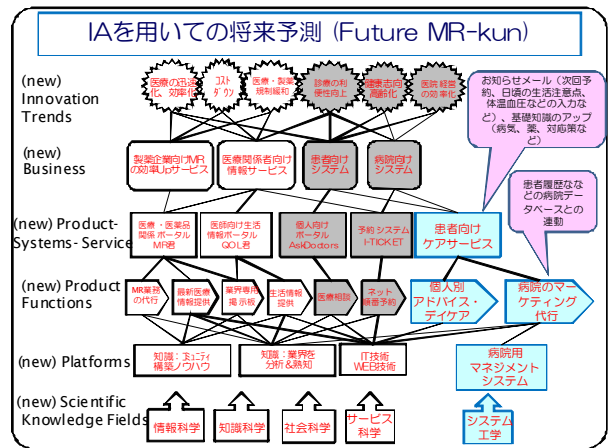 IAを用いての将来予測 (Future MR-kun)
(new)
Innovation
Trends
医療の迅速
化、効率化
コスト
ダウン
医療・製薬
規制緩和
診療の利
便性向上
健康志向
高齢化
医院経営
の効率化
お知らせメール（次回予
約、日頃の生活注意点、
体温血圧などの入力な
ど）、基礎知識のアップ
（病気、薬、対応策な
ど）
(new)
Business
製薬企業向けMR
の効率Upサービス
医療関係者向け
情報サービス
患者向け
システム
病院向け
システム
患者履歴なな
どの病院デー
タベースとの
連動
(new) Product-
Systems- Service
医療・医薬品
関係ポータル
MR君
医師向け生活
情報ポータル
QOL君
個人向け
ポータル
AskDoctors
予約システム
I-TICKET
患者向け
ケアサービス
(new) Product
Functions
MR業務
の代行
最新医療
情報提供
業界専用
掲示板
生活情報
提供
医療相談
ネット
順番予約
個人別
アドバイス・
デイケア
病院のマー
ケティング
代行
(new) Platforms
知識：コミュニティ
構築ノウハウ
知識：業界を
分析&熟知
IT技術
WEB技術
病院用
マネジメント
システム
(new) Scientific
Knowledge Fields
情報科学
知識科学
社会科学
サービス
科学
システム
工学